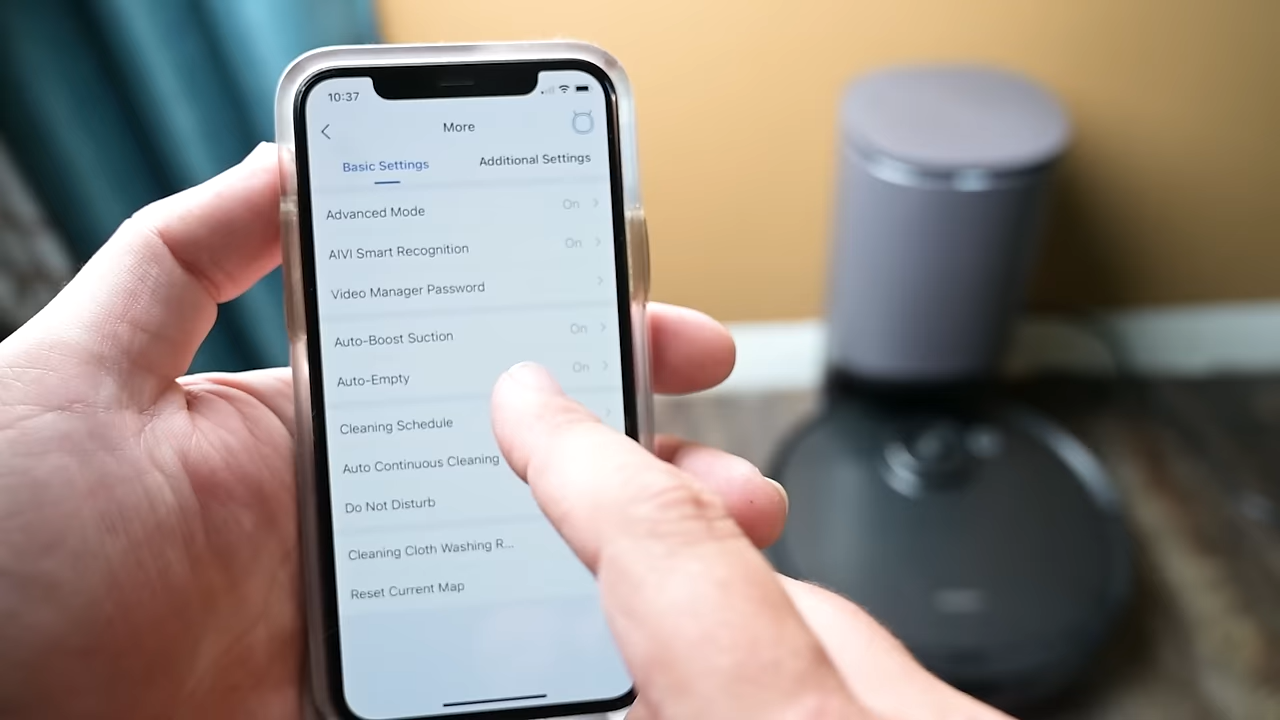 10:37
More
Basic Settings
Additional Settings
Advanced Mode On
AIVI Smart Recognition On
Video Manager Password
Auto-Boost Suction On
Auto-Empty On
Cleaning Schedule
Auto Continuous Cleaning
Do Not Disturb
Cleaning Cloth Washing R...
Reset Current Map